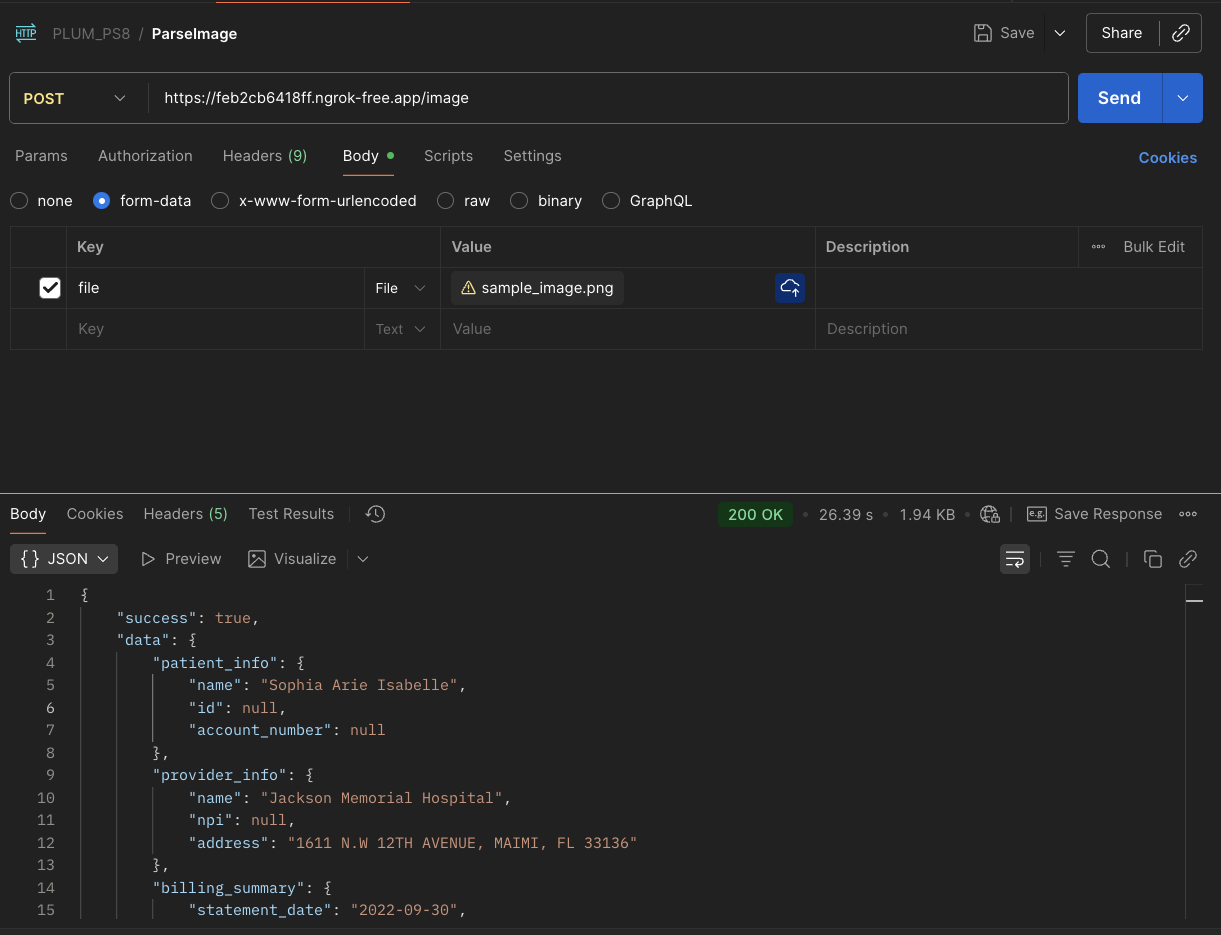 HTTP PLUM_PS8 / ParseImage Save Share
POST https://feb2cb6418ff.ngrok-free.app/image Send
Params Authorization Headers (9) Body Scripts Settings Cookies
none form-data x-www-form-urlencoded raw binary GraphQL
Key Value Description Bulk Edit
file File sample_image.png
Key Text Value Description
Body Cookies Headers (5) Test Results 200 OK 26.39 s 1.94 KB e.g. Save Response
{} JSON Preview Visualize
1 {
2 "success": true,
3 "data": {
4 "patient_info": {
5 "name": "Sophia Arie Isabelle",
6 "id": null,
7 "account_number": null
8 },
9 "provider_info": {
10 "name": "Jackson Memorial Hospital",
11 "npi": null,
12 "address": "1611 N.W 12TH AVENUE, MAIMI, FL 33136"
13 },
14 "billing_summary": {
15 "statement_date": "2022-09-30",